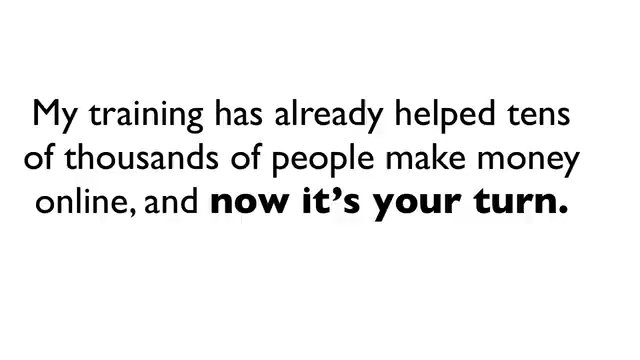 My training has already helped tens
of thousands of people make money
online, and now it’s your turn.